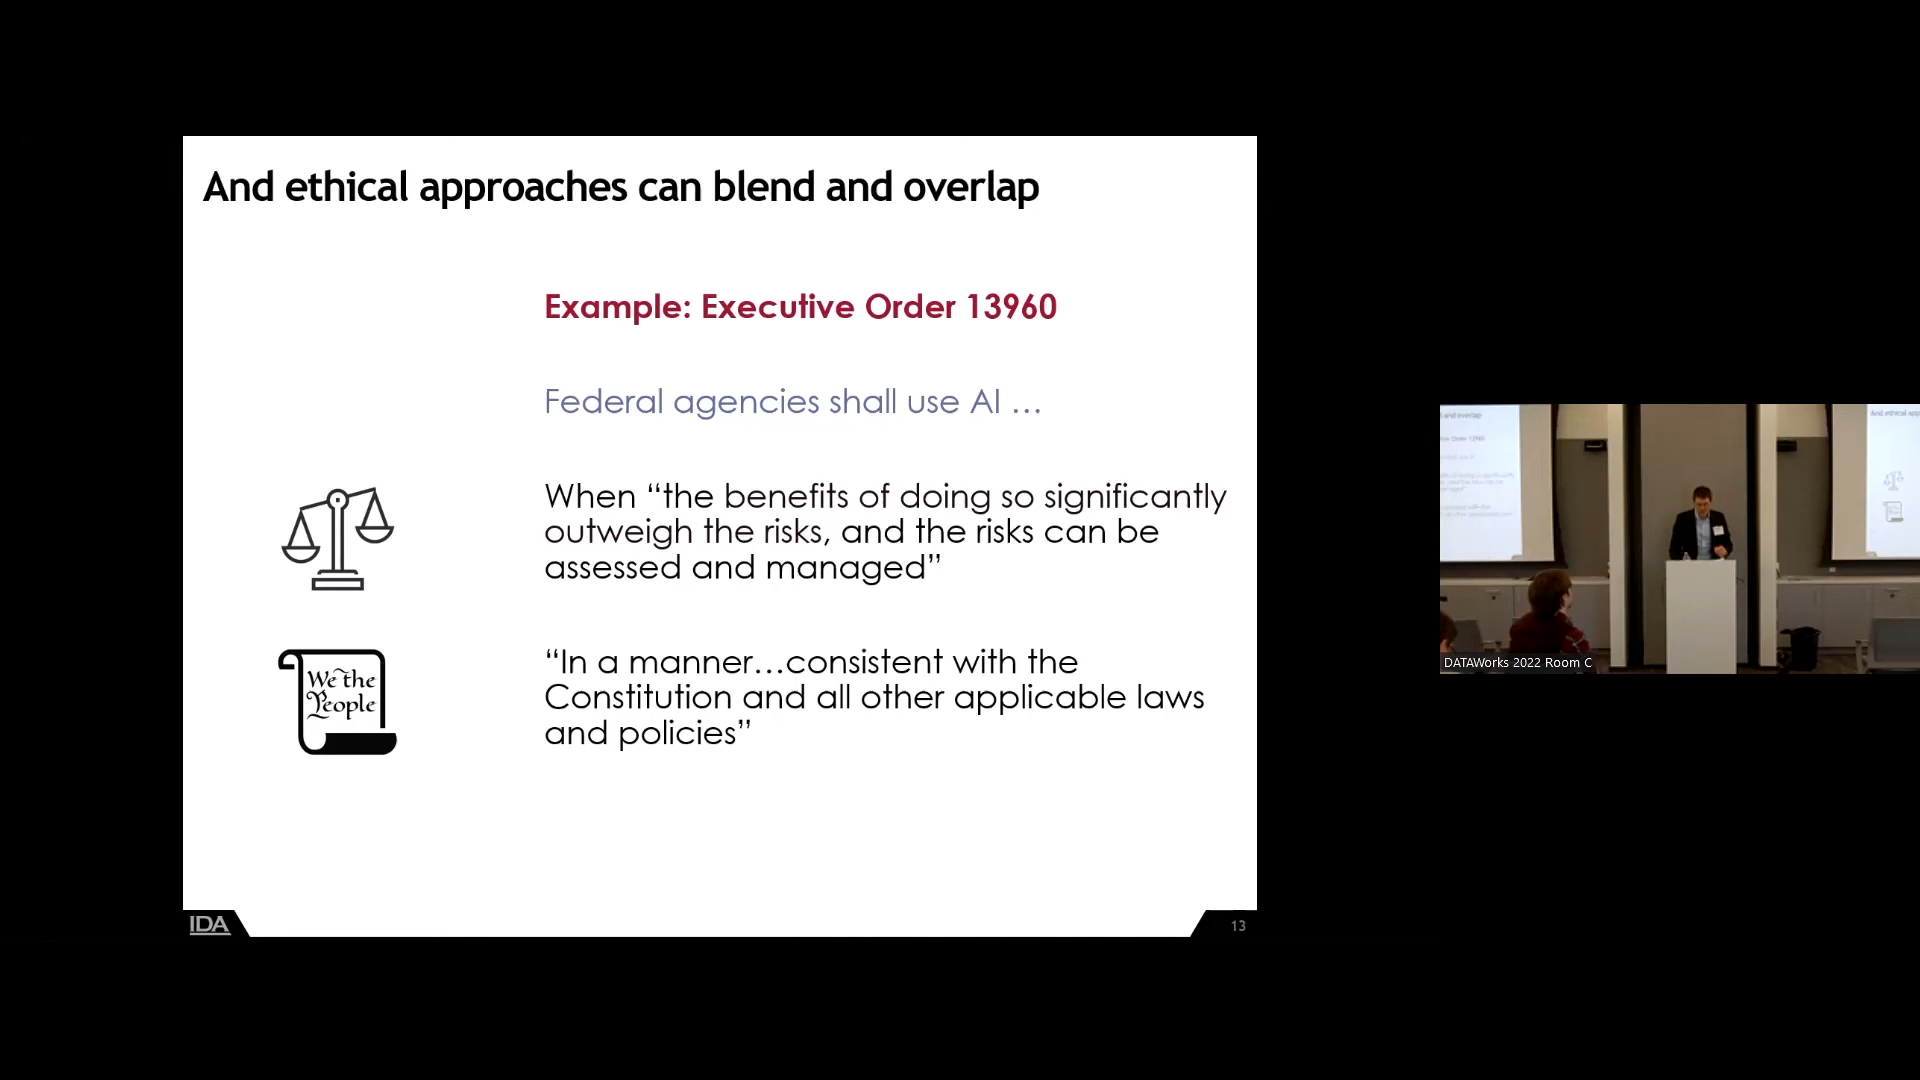 And ethical approaches can blend and overlap
Example: Executive Order 13960
Federal agencies shall use AI …
When “the benefits of doing so significantly
outweigh the risks, and the risks can be
assessed and managed”
We the
People
“In a manner…consistent with the
Constitution and all other applicable laws
and policies”
IDA
13
DATAWorks 2022 Room C